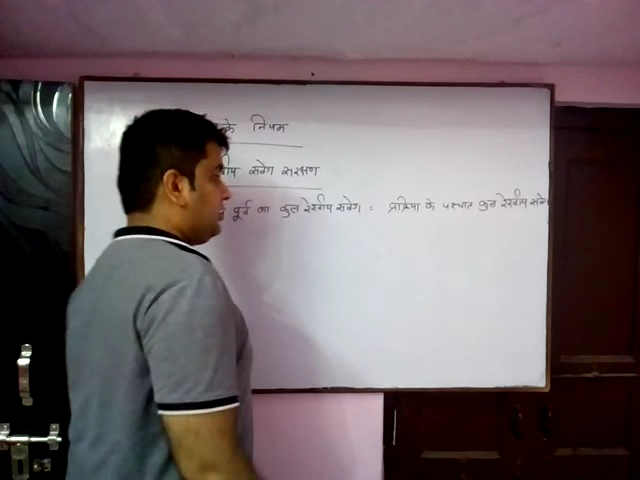 के नियम
संवेग संरक्षण
पूर्व का कुल रेखीय संवेग = प्रक्रिया के पश्चात कुल रेखीय संवेग